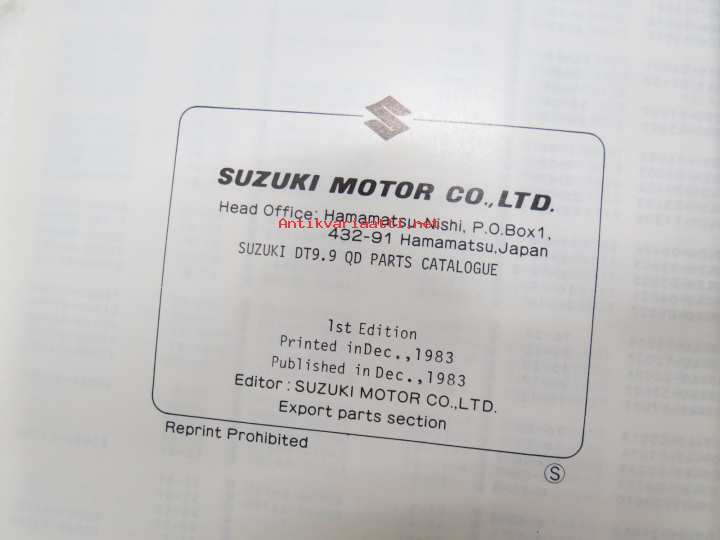 SUZUKI MOTOR CO., LTD.
Head Office: Hamamatsu-Nishi, P.O.Box1,
Antikvariaatti.net
432-91 Hamamatsu,Japan
SUZUKI DT9.9 QD PARTS CATALOGUE
1st Edition
Printed inDec.,1983
Published in Dec.,1983
Editor : SUZUKI MOTOR CO.,LTD.
Export parts section
Reprint Prohibited
S